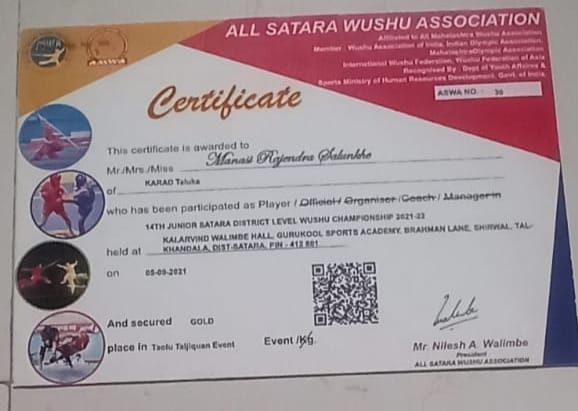 ALL SATARA WUSHU ASSOCIATION
Affiliated to All Maharashtra Wushu Association
Member : Wushu Association of India, Indian Olympic Association,
Maharashtra Olympic Association
International Wushu Federation, Wushu Federation of Asia
Recognised By : Dept of Youth Affairs &
Sports Ministry of Human Resources Development, Govt. of India.
ASWA NO. : 30
AMWA
Certificate
This certificate is awarded to
Mr./Mrs./Miss Manasi Rajendra Salunkhe
of KARAD Taluka
who has been participated as Player / Official / Organiser /Coach / Manager in
14TH JUNIOR SATARA DISTRICT LEVEL WUSHU CHAMPIONSHIP 2021-22
held at KALARVIND WALIMBE HALL, GURUKOOL SPORTS ACADEMY, BRAHMAN LANE, SHIRWAL, TAL-
KHANDALA, DIST-SATARA, PIN - 412 801
on 05-09-2021
And secured GOLD
place in Taolu Taijiquan Event Event /Kg.
Mr. Nilesh A. Walimbe
President
ALL SATARA WUSHU ASSOCIATION